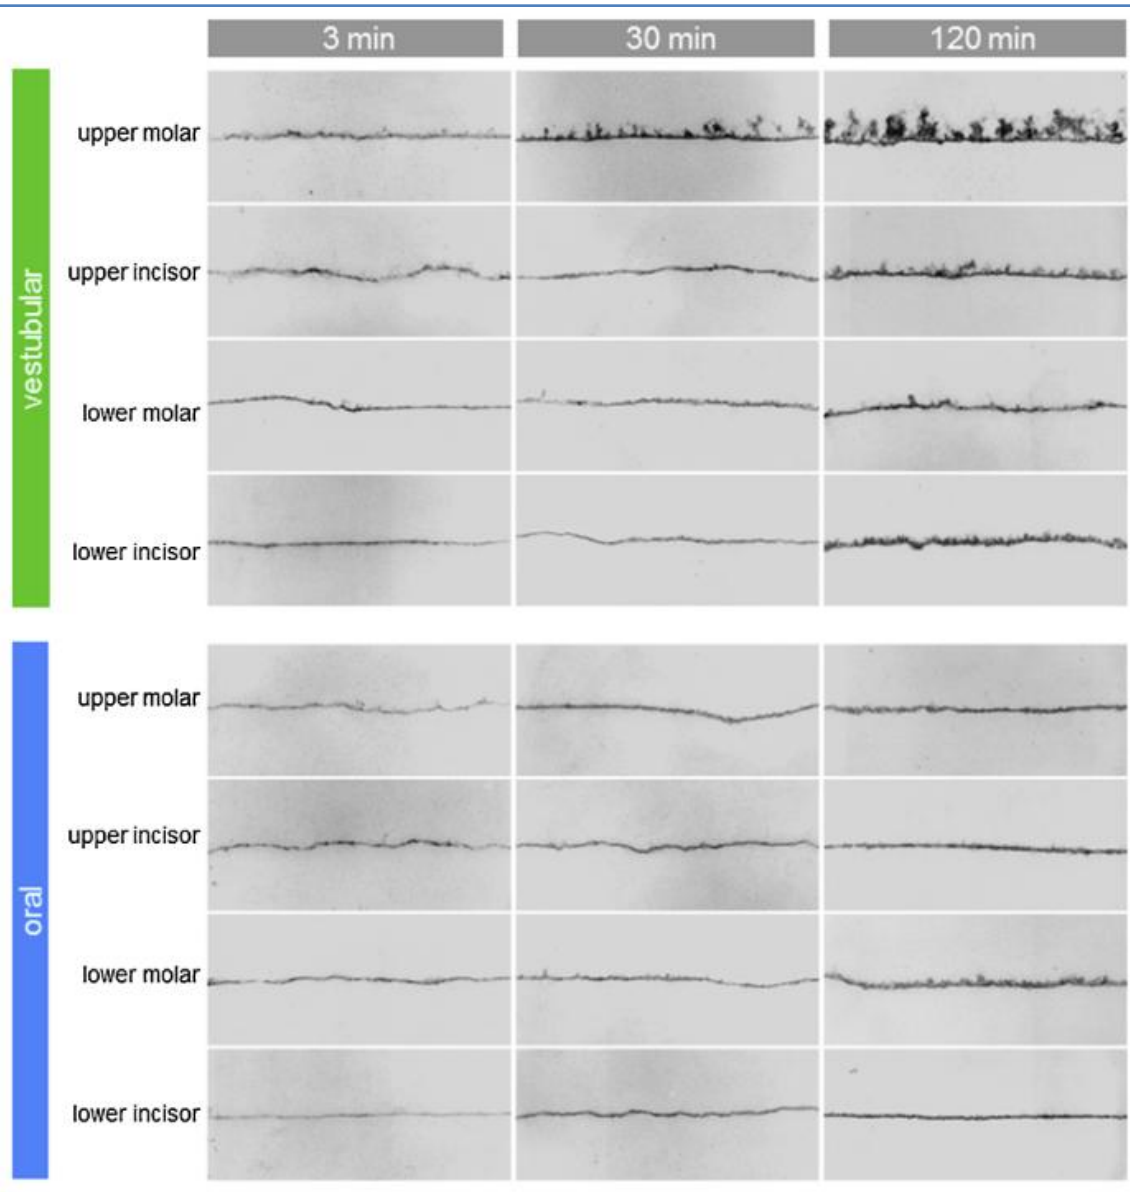 3 min 30 min 120 min
vestubular
upper molar
upper incisor
lower molar
lower incisor
oral
upper molar
upper incisor
lower molar
lower incisor